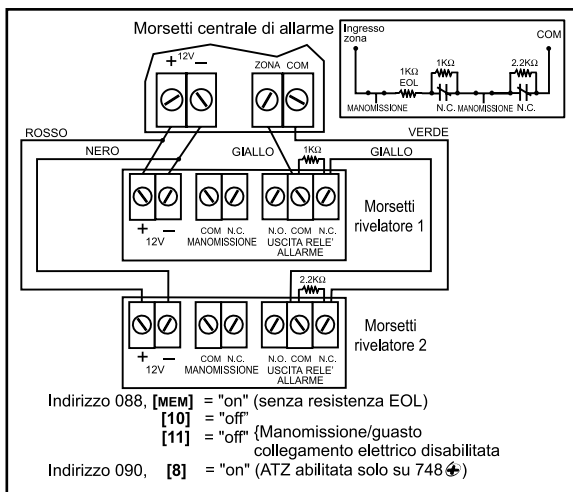 Morsetti centrale di allarme
+ 12V –
ZONA COM
Ingresso zona
COM
1KΩ
EOL
1KΩ
2.2KΩ
MANOMISSIONE
N.C.
MANOMISSIONE
N.C.
ROSSO
VERDE
NERO
GIALLO
1KΩ
GIALLO
+ –
12V
COM N.C.
MANOMISSIONE
N.O. COM N.C.
USCITA RELE'
ALLARME
Morsetti
rivelatore 1
2.2KΩ
+ –
12V
COM N.C.
MANOMISSIONE
N.O. COM N.C.
USCITA RELE'
ALLARME
Morsetti
rivelatore 2
Indirizzo 088, [MEM] = "on" (senza resistenza EOL)
[10] = "off"
[11] = "off" {Manomissione/guasto
collegamento elettrico disabilitata
Indirizzo 090, [8] = "on" (ATZ abilitata solo su 748)